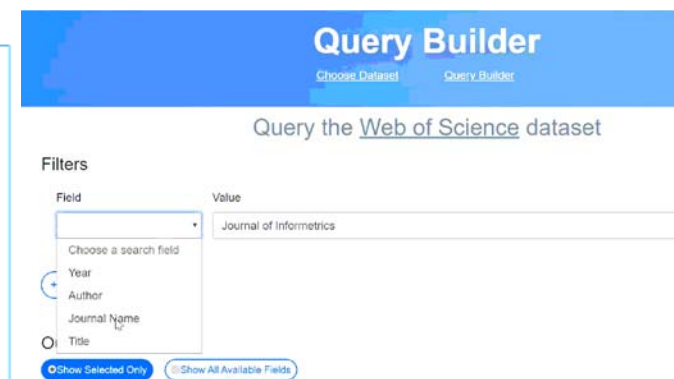 Query Builder
Choose Dataset Query Builder
Query the Web of Science dataset
Filters
Field Value
Journal of Informetrics
Choose a search field
Year
+
Author
Journal Name
O Title
Show Selected Only Show All Available Fields